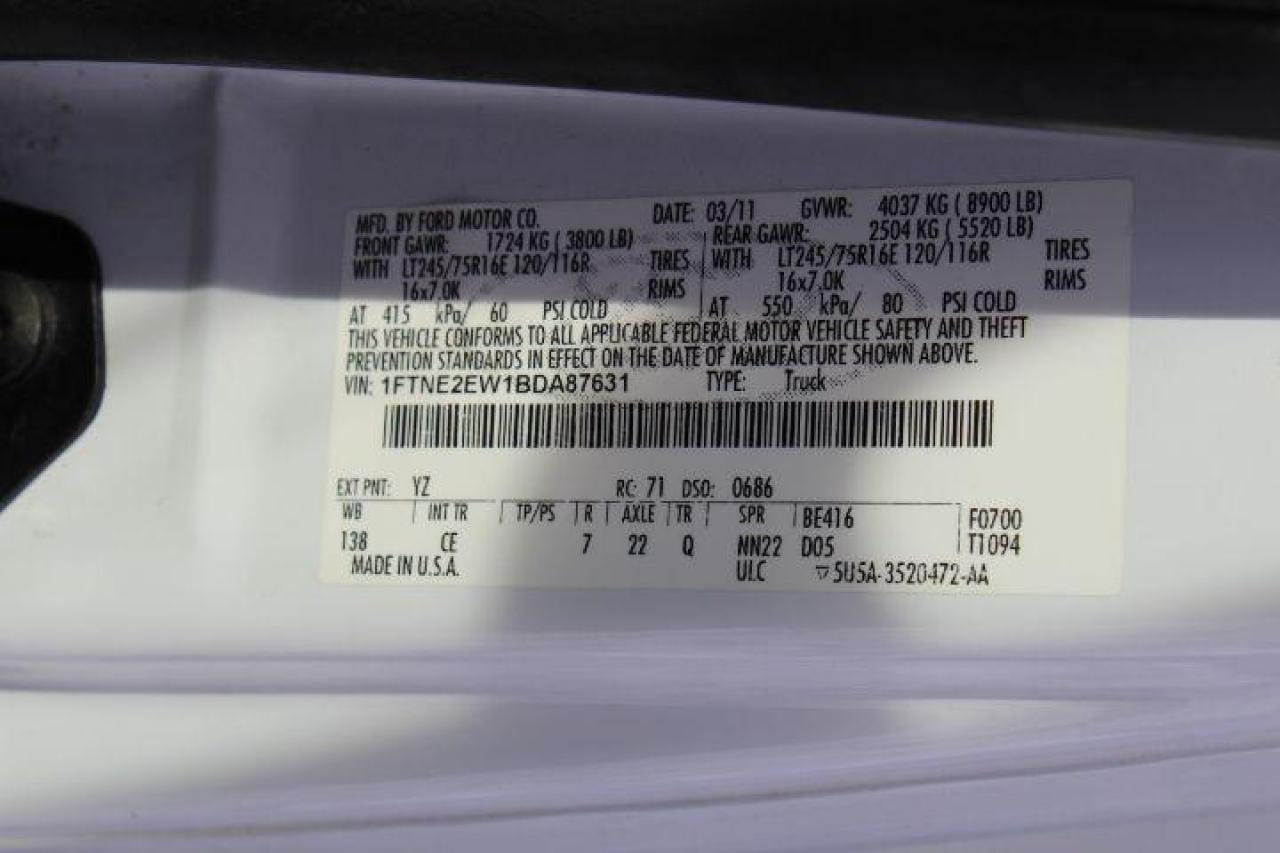 MFD. BY FORD MOTOR CO. DATE: 03/11 GVWR: 4037 KG ( 8900 LB)
FRONT GAWR: 1724 KG ( 3800 LB) REAR GAWR: 2504 KG ( 5520 LB)
WITH LT245/75R16E 120/116R TIRES WITH LT245/75R16E 120/116R TIRES
16x7.0K RIMS 16x7.0K RIMS
AT 415 kPa/ 60 PSI COLD AT 550 kPa/ 80 PSI COLD
THIS VEHICLE CONFORMS TO ALL APPLICABLE FEDERAL MOTOR VEHICLE SAFETY AND THEFT
PREVENTION STANDARDS IN EFFECT ON THE DATE OF MANUFACTURE SHOWN ABOVE.
VIN: 1FTNE2EW1BDA87631 TYPE: Truck
EXT PNT: YZ RC: 71 DSO: 0686
WB INT TR TP/PS R AXLE TR SPR BE416 F0700
138 CE 7 22 Q NN22 D05 T1094
MADE IN U.S.A. ULC ▽5U5A-3520472-AA